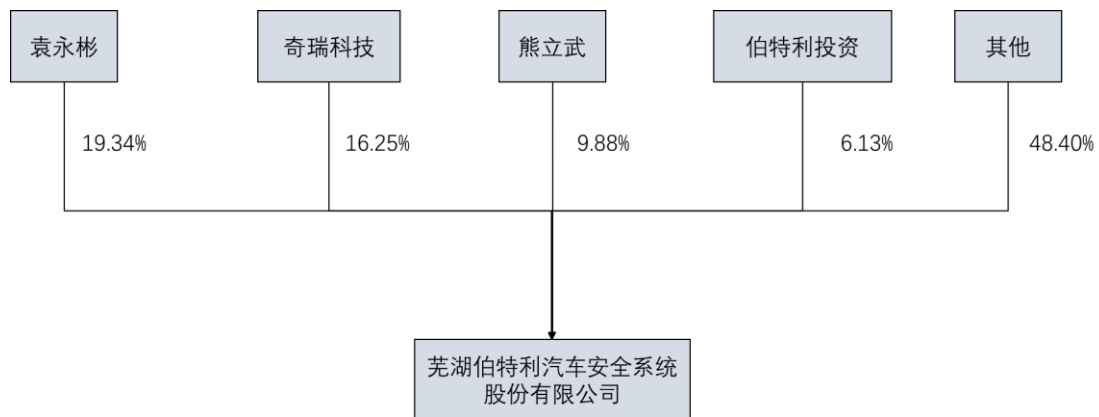 袁永彬
奇瑞科技
熊立武
伯特利投资
其他
19.34%
16.25%
9.88%
6.13%
48.40%
芜湖伯特利汽车安全系统
股份有限公司